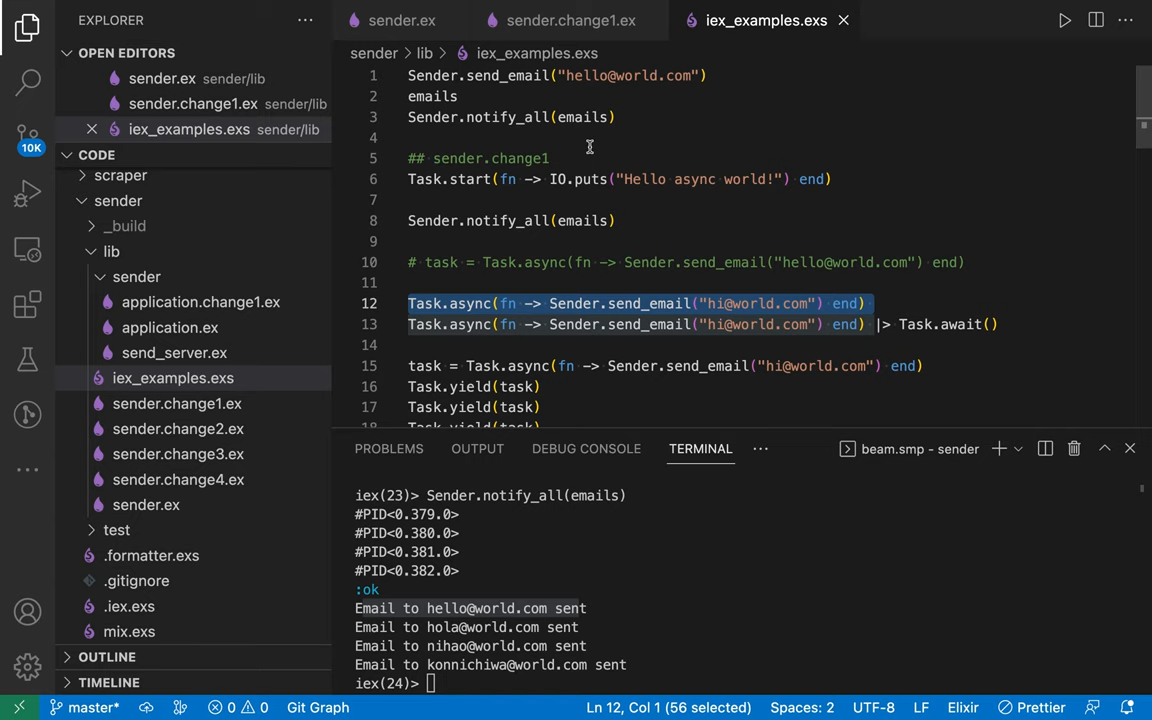 EXPLORER
OPEN EDITORS
sender.ex sender/lib
sender.change1.ex sender/lib
iex_examples.exs sender/lib
CODE
scraper
sender
_build
lib
sender
application.change1.ex
application.ex
send_server.ex
iex_examples.exs
sender.change1.ex
sender.change2.ex
sender.change3.ex
sender.change4.ex
sender.ex
test
.formatter.exs
.gitignore
.iex.exs
mix.exs
OUTLINE
TIMELINE
10K
sender.ex sender.change1.ex iex_examples.exs
sender > lib > iex_examples.exs
1 Sender.send_email("hello@world.com")
2 emails
3 Sender.notify_all(emails)
4
5 ## sender.change1
6 Task.start(fn -> IO.puts("Hello async world!") end)
7
8 Sender.notify_all(emails)
9
10 # task = Task.async(fn -> Sender.send_email("hello@world.com") end)
11
12 Task.async(fn -> Sender.send_email("hi@world.com") end)
13 Task.async(fn -> Sender.send_email("hi@world.com") end) |> Task.await()
14
15 task = Task.async(fn -> Sender.send_email("hi@world.com") end)
16 Task.yield(task)
17 Task.yield(task)
18 Task.yield(task)
PROBLEMS OUTPUT DEBUG CONSOLE TERMINAL beam.smp - sender
iex(23)> Sender.notify_all(emails)
#PID<0.379.0>
#PID<0.380.0>
#PID<0.381.0>
#PID<0.382.0>
:ok
Email to hello@world.com sent
Email to hola@world.com sent
Email to nihao@world.com sent
Email to konnichiwa@world.com sent
iex(24)>
master* 0 0 Git Graph Ln 12, Col 1 (56 selected) Spaces: 2 UTF-8 LF Elixir Prettier